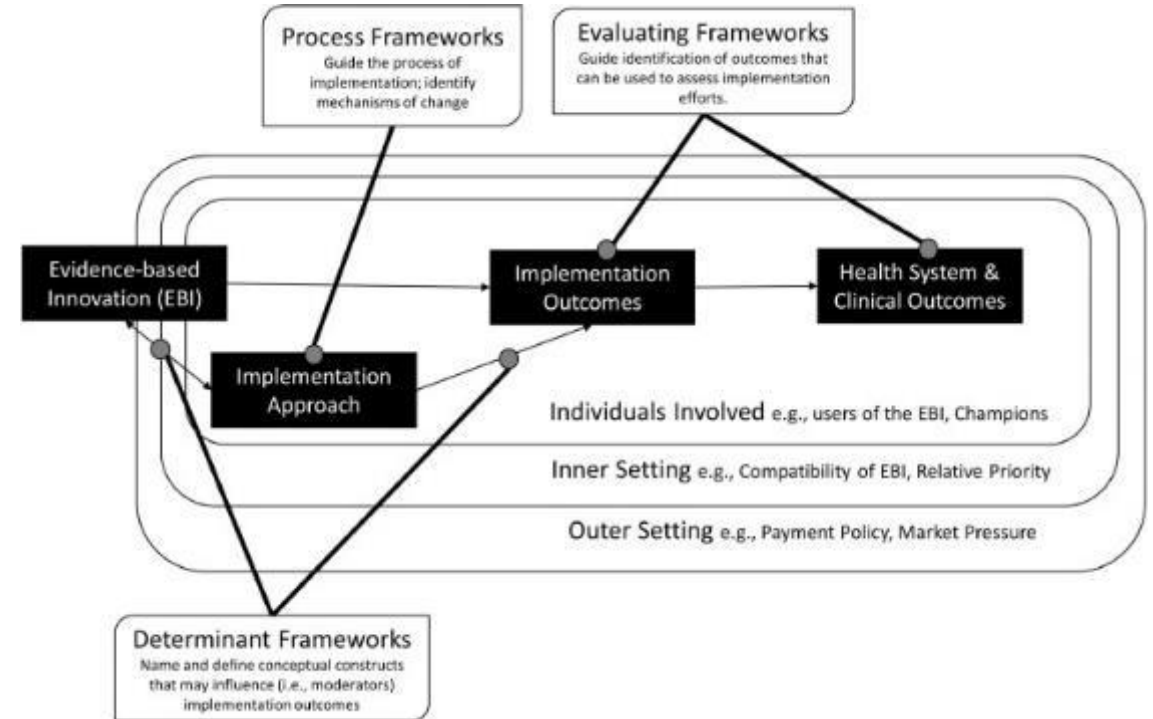 Process Frameworks
Guide the process of
implementation; identify
mechanisms of change
Evaluating Frameworks
Guide identification of outcomes that
can be used to assess implementation
efforts.
Evidence-based
Innovation (EBI)
Implementation
Outcomes
Health System &
Clinical Outcomes
Implementation
Approach
Individuals Involved e.g., users of the EBI, Champions
Inner Setting e.g., Compatibility of EBI, Relative Priority
Outer Setting e.g., Payment Policy, Market Pressure
Determinant Frameworks
Name and define conceptual constructs
that may influence (i.e., moderators)
implementation outcomes